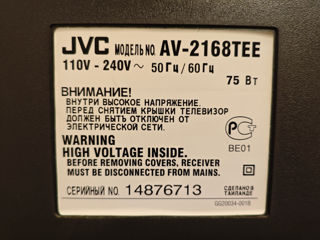 JVC МОДЕЛЬ NO. AV-2168TEE
110V - 240V ~ 50Гц/60Гц
75 Вт
ВНИМАНИЕ!
ВНУТРИ ВЫСОКОЕ НАПРЯЖЕНИЕ.
ПЕРЕД СНЯТИЕМ КРЫШКИ ТЕЛЕВИЗОР
ДОЛЖЕН БЫТЬ ОТКЛЮЧЕН ОТ
ЭЛЕКТРИЧЕСКОЙ СЕТИ.
BE01
WARNING
HIGH VOLTAGE INSIDE.
BEFORE REMOVING COVERS, RECEIVER
MUST BE DISCONNECTED FROM MAINS.
СЕРИЙНЫЙ NO 14876713
СДЕЛАНО В
ТАИЛАНДЕ
GG20034-001B